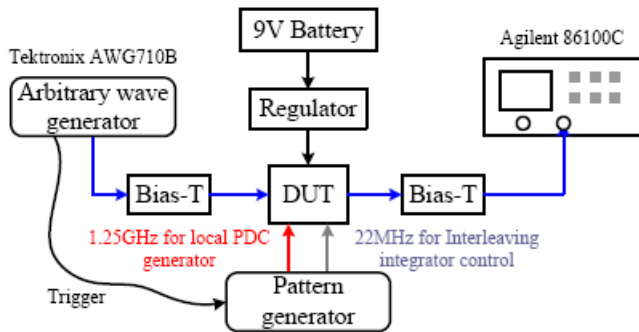 9V Battery
Tektronix AWG710B
Agilent 86100C
Arbitrary wave
generator
Regulator
Bias-T
DUT
Bias-T
1.25GHz for local PDC
generator
22MHz for Interleaving
integrator control
Trigger
Pattern
generator